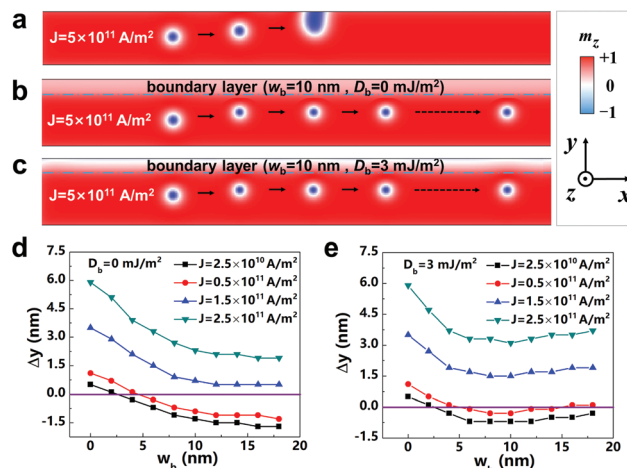 a
J=5×10¹¹ A/m²
b
boundary layer (w_b=10 nm , D_b=0 mJ/m²)
J=5×10¹¹ A/m²
c
boundary layer (w_b=10 nm , D_b=3 mJ/m²)
J=5×10¹¹ A/m²
m_z
+1
0
−1
y
z
x
d
D_b=0 mJ/m²
J=2.5×10¹⁰ A/m²
J=0.5×10¹¹ A/m²
J=1.5×10¹¹ A/m²
J=2.5×10¹¹ A/m²
Δy (nm)
7.5
6.0
4.5
3.0
1.5
0.0
-1.5
0 5 10 15 20
w_b (nm)
e
D_b=3 mJ/m²
J=2.5×10¹⁰ A/m²
J=0.5×10¹¹ A/m²
J=1.5×10¹¹ A/m²
J=2.5×10¹¹ A/m²
Δy (nm)
7.5
6.0
4.5
3.0
1.5
0.0
-1.5
0 5 10 15 20
w_b (nm)